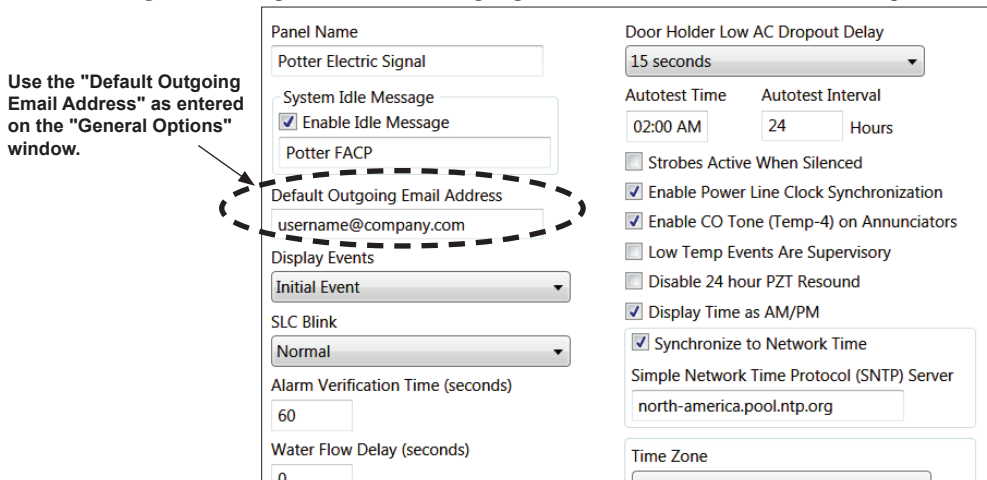 Use the "Default Outgoing
Email Address" as entered
on the "General Options"
window.
Panel Name
Potter Electric Signal
System Idle Message
Enable Idle Message
Potter FACP
Default Outgoing Email Address
username@company.com
Display Events
Initial Event
SLC Blink
Normal
Alarm Verification Time (seconds)
60
Water Flow Delay (seconds)
0
Door Holder Low AC Dropout Delay
15 seconds
Autotest Time Autotest Interval
02:00 AM 24 Hours
Strobes Active When Silenced
Enable Power Line Clock Synchronization
Enable CO Tone (Temp-4) on Annunciators
Low Temp Events Are Supervisory
Disable 24 hour PZT Resound
Display Time as AM/PM
Synchronize to Network Time
Simple Network Time Protocol (SNTP) Server
north-america.pool.ntp.org
Time Zone